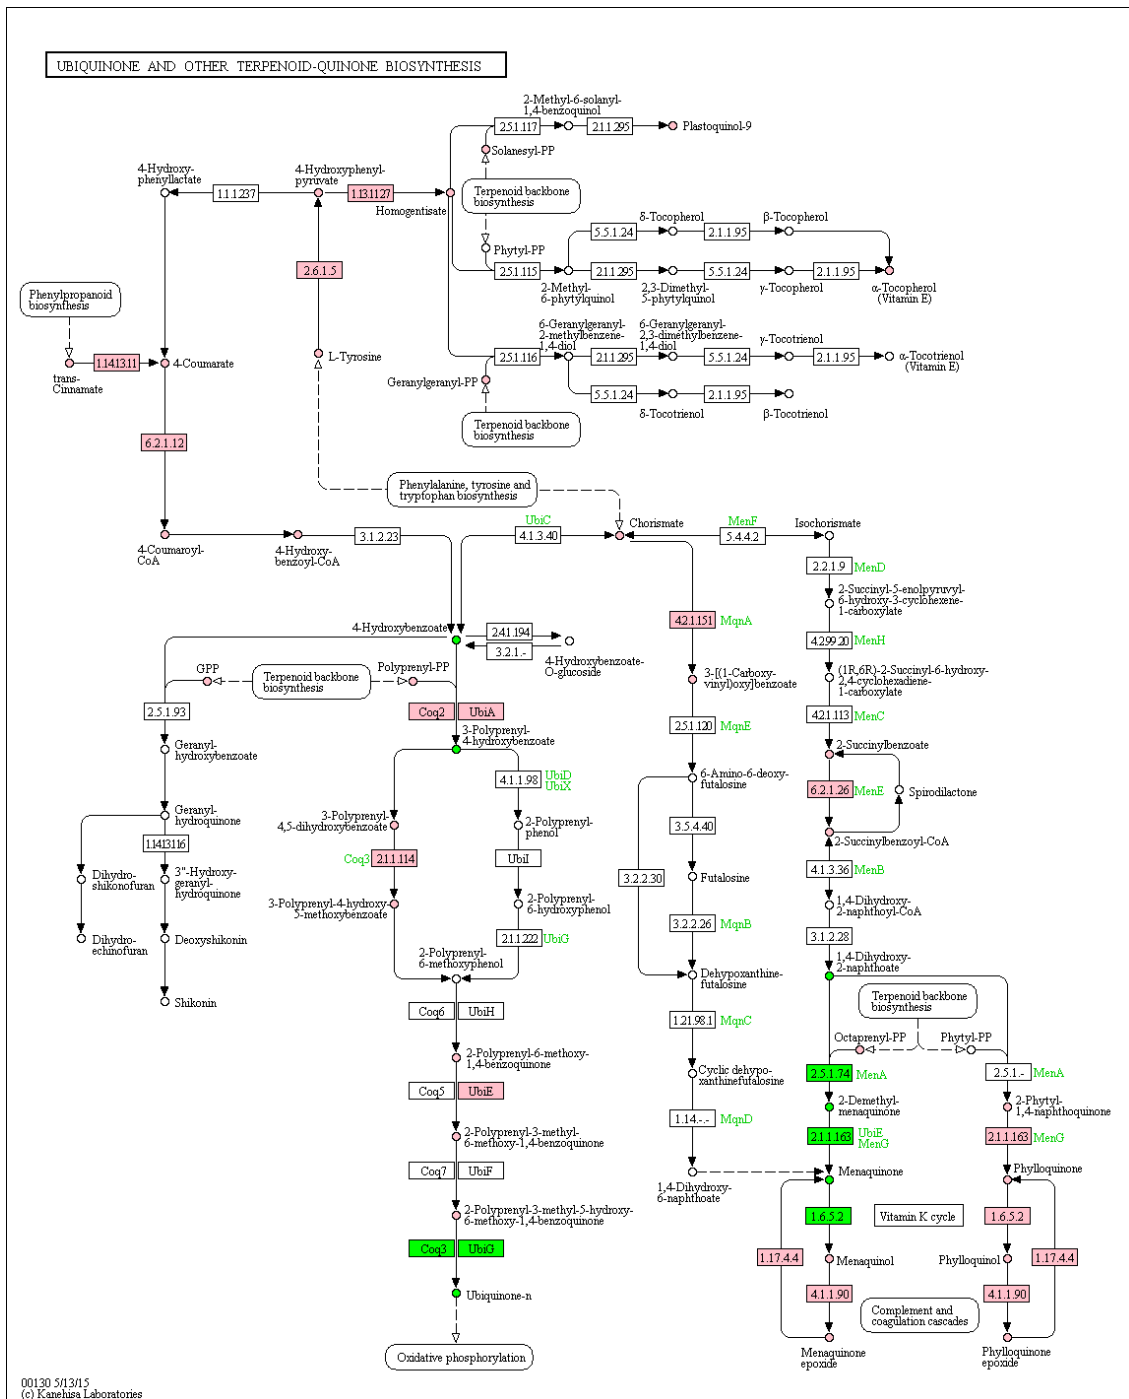 UBIQUINONE AND OTHER TERPENOID-QUINONE BIOSYNTHESIS
2-Methyl-6-solanyl-
1,4-benzoquinol
2.5.1.117
2.1.1.295
Plastoquinol-9
Solanesyl-PP
4-Hydroxy-
phenyllactate
1.1.1.237
4-Hydroxyphenyl-
pyruvate
1.13.11.27
Homogentisate
Terpenoid backbone
biosynthesis
Phytyl-PP
δ-Tocopherol
β-Tocopherol
5.5.1.24
2.1.1.95
2.6.1.5
2.5.1.115
2.1.1.295
5.5.1.24
2.1.1.95
2-Methyl-
6-phytylquinol
2,3-Dimethyl-
5-phytylquinol
γ-Tocopherol
α-Tocopherol
(Vitamin E)
Phenylpropanoid
biosynthesis
6-Geranylgeranyl-
2-methylbenzene-
1,4-diol
6-Geranylgeranyl-
2,3-dimethylbenzene-
1,4-diol
γ-Tocotrienol
L-Tyrosine
2.5.1.116
2.1.1.295
5.5.1.24
2.1.1.95
α-Tocotrienol
(Vitamin E)
1.14.13.11
4-Coumarate
trans-
Cinnamate
Geranylgeranyl-PP
5.5.1.24
2.1.1.95
δ-Tocotrienol
β-Tocotrienol
Terpenoid backbone
biosynthesis
6.2.1.12
Phenylalanine, tyrosine and
tryptophan biosynthesis
UbiC
Chorismate
MenF
Isochorismate
3.1.2.23
4.1.3.40
5.4.4.2
4-Coumaroyl-
CoA
4-Hydroxy-
benzoyl-CoA
2.2.1.9
MenD
2-Succinyl-5-enolpyruvyl-
6-hydroxy-3-cyclohexene-
1-carboxylate
4-Hydroxybenzoate
2.4.1.194
3.2.1.-
4-Hydroxybenzoate-
O-glucoside
4.2.1.151
MqnA
4.2.99.20
MenH
GPP
Terpenoid backbone
biosynthesis
Polyprenyl-PP
3-[(1-Carboxy-
vinyl)oxy]benzoate
(1R,6R)-2-Succinyl-6-hydroxy-
2,4-cyclohexadiene-
1-carboxylate
2.5.1.93
Coq2
UbiA
2.5.1.120
MqnE
4.2.1.113
MenC
Geranyl-
hydroxybenzoate
3-Polyprenyl-
4-hydroxybenzoate
2-Succinylbenzoate
4.1.1.98
UbiD
UbiX
6-Amino-6-deoxy-
futalosine
6.2.1.26
MenE
Spirodilactone
Geranyl-
hydroquinone
3-Polyprenyl-
4,5-dihydroxybenzoate
2-Polyprenyl-
phenol
3.5.4.40
2-Succinylbenzoyl-CoA
1.14.13.116
Coq3
2.1.1.114
UbiI
4.1.3.36
MenB
Dihydro-
shikonofuran
3"-Hydroxy-
geranyl-
hydroquinone
3.2.2.30
Futalosine
3-Polyprenyl-4-hydroxy-
5-methoxybenzoate
2-Polyprenyl-
6-hydroxyphenol
1,4-Dihydroxy-
2-naphthoyl-CoA
Dihydro-
echinofuran
Deoxyshikonin
2.1.1.222
UbiG
3.2.2.26
MqnB
3.1.2.28
2-Polyprenyl-
6-methoxyphenol
Dehypoxanthine-
futalosine
1,4-Dihydroxy-
2-naphthoate
Shikonin
Coq6
UbiH
1.21.98.1
MqnC
Terpenoid backbone
biosynthesis
2-Polyprenyl-6-methoxy-
1,4-benzoquinone
Octaprenyl-PP
Phytyl-PP
Cyclic dehypo-
xanthinefutalosine
2.5.1.74
MenA
2.5.1.-
MenA
Coq5
UbiE
1.14.-.-
MqnD
2-Demethyl-
menaquinone
2-Phytyl-
1,4-naphthoquinone
2-Polyprenyl-3-methyl-
6-methoxy-1,4-benzoquinone
2.1.1.163
UbiE
MenG
2.1.1.163
MenG
Coq7
UbiF
1,4-Dihydroxy-
6-naphthoate
Menaquinone
Phylloquinone
2-Polyprenyl-3-methyl-5-hydroxy-
6-methoxy-1,4-benzoquinone
1.6.5.2
Vitamin K cycle
1.6.5.2
Coq3
UbiG
1.17.4.4
Menaquinol
Phylloquinol
1.17.4.4
Ubiquinone-n
4.1.1.90
4.1.1.90
Complement and
coagulation cascades
Oxidative phosphorylation
Menaquinone
epoxide
Phylloquinone
epoxide
00130 5/13/15
(c) Kanehisa Laboratories